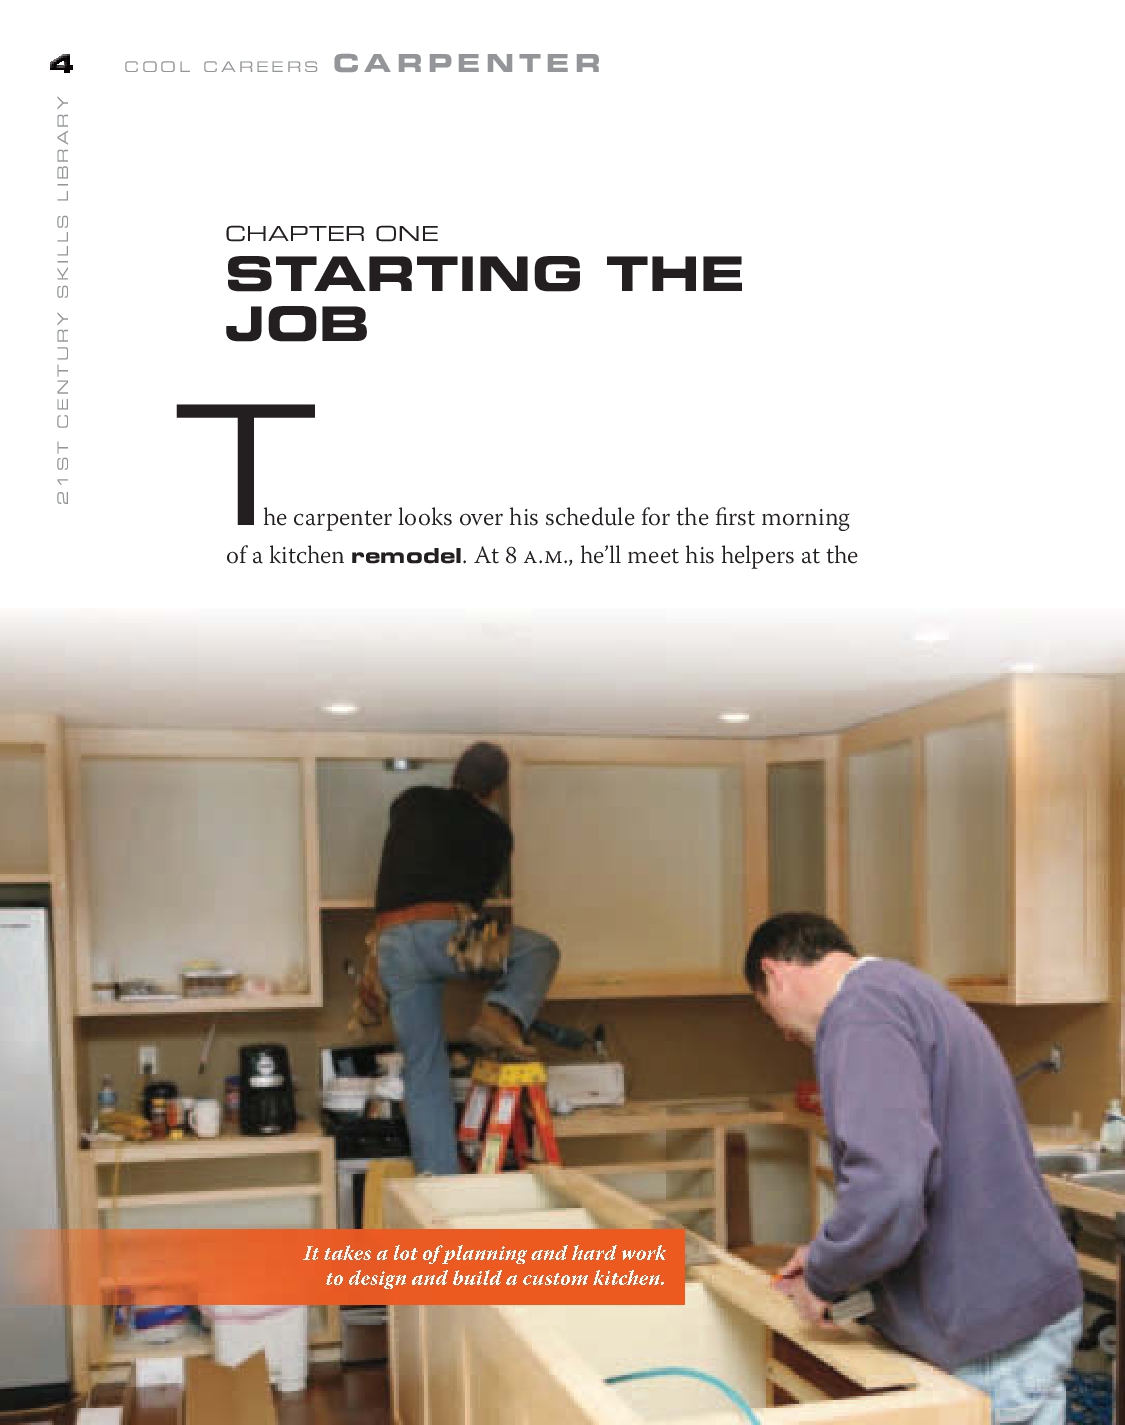 4 COOL CAREERS CARPENTER
21ST CENTURY SKILLS LIBRARY
CHAPTER ONE
STARTING THE
JOB
The carpenter looks over his schedule for the first morning
of a kitchen remodel. At 8 A.M., he’ll meet his helpers at the
It takes a lot of planning and hard work
to design and build a custom kitchen.